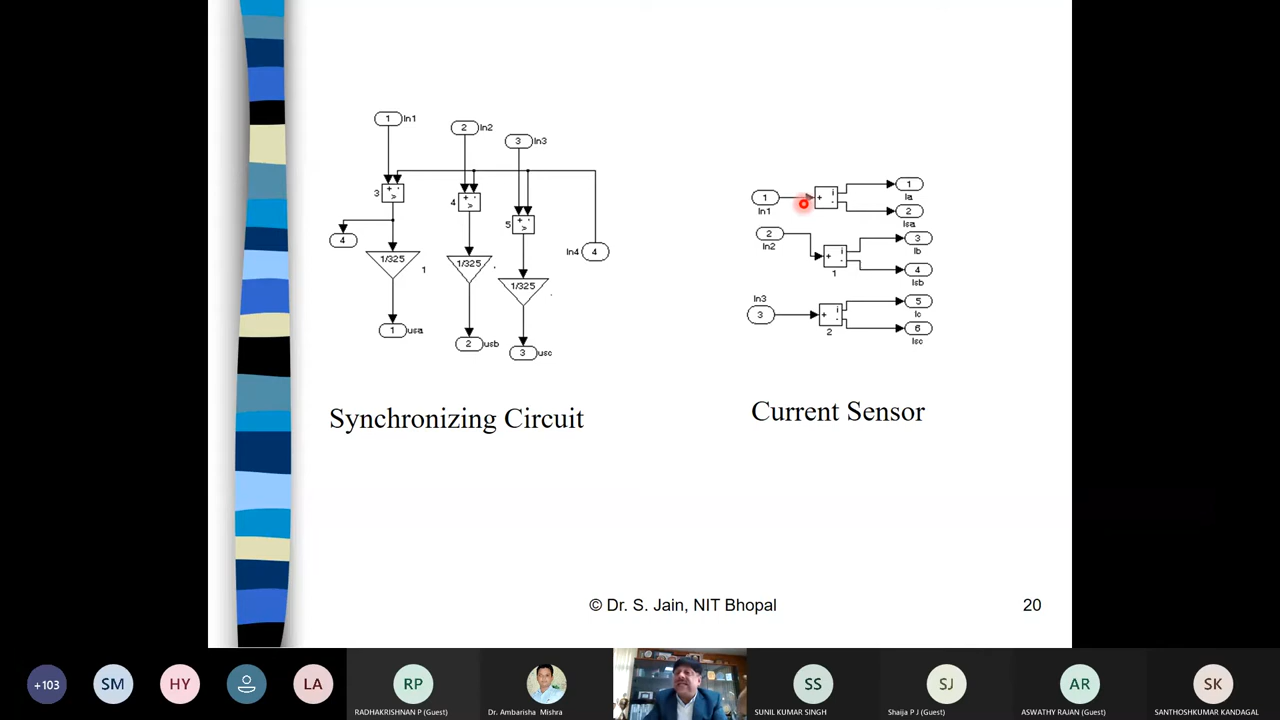 1 In1
2 In2
3 In3
3 + - v
4 + - v
5 + - v
4
In4 4
1/325 1
1/325
1/325
1 usa
2 usb
3 usc
Synchronizing Circuit
1
In1
+ i -
1
Ia
2
Isa
2
In2
+ i -
1
3
Ib
4
Isb
In3
3
+ i -
2
5
Ic
6
Isc
Current Sensor
© Dr. S. Jain, NIT Bhopal
20
+103
SM
HY
LA
RP
RADHAKRISHNAN P (Guest)
Dr. Ambarisha Mishra
SS
SUNIL KUMAR SINGH
SJ
Shaija P J (Guest)
AR
ASWATHY RAJAN (Guest)
SK
SANTHOSHKUMAR KANDAGAL